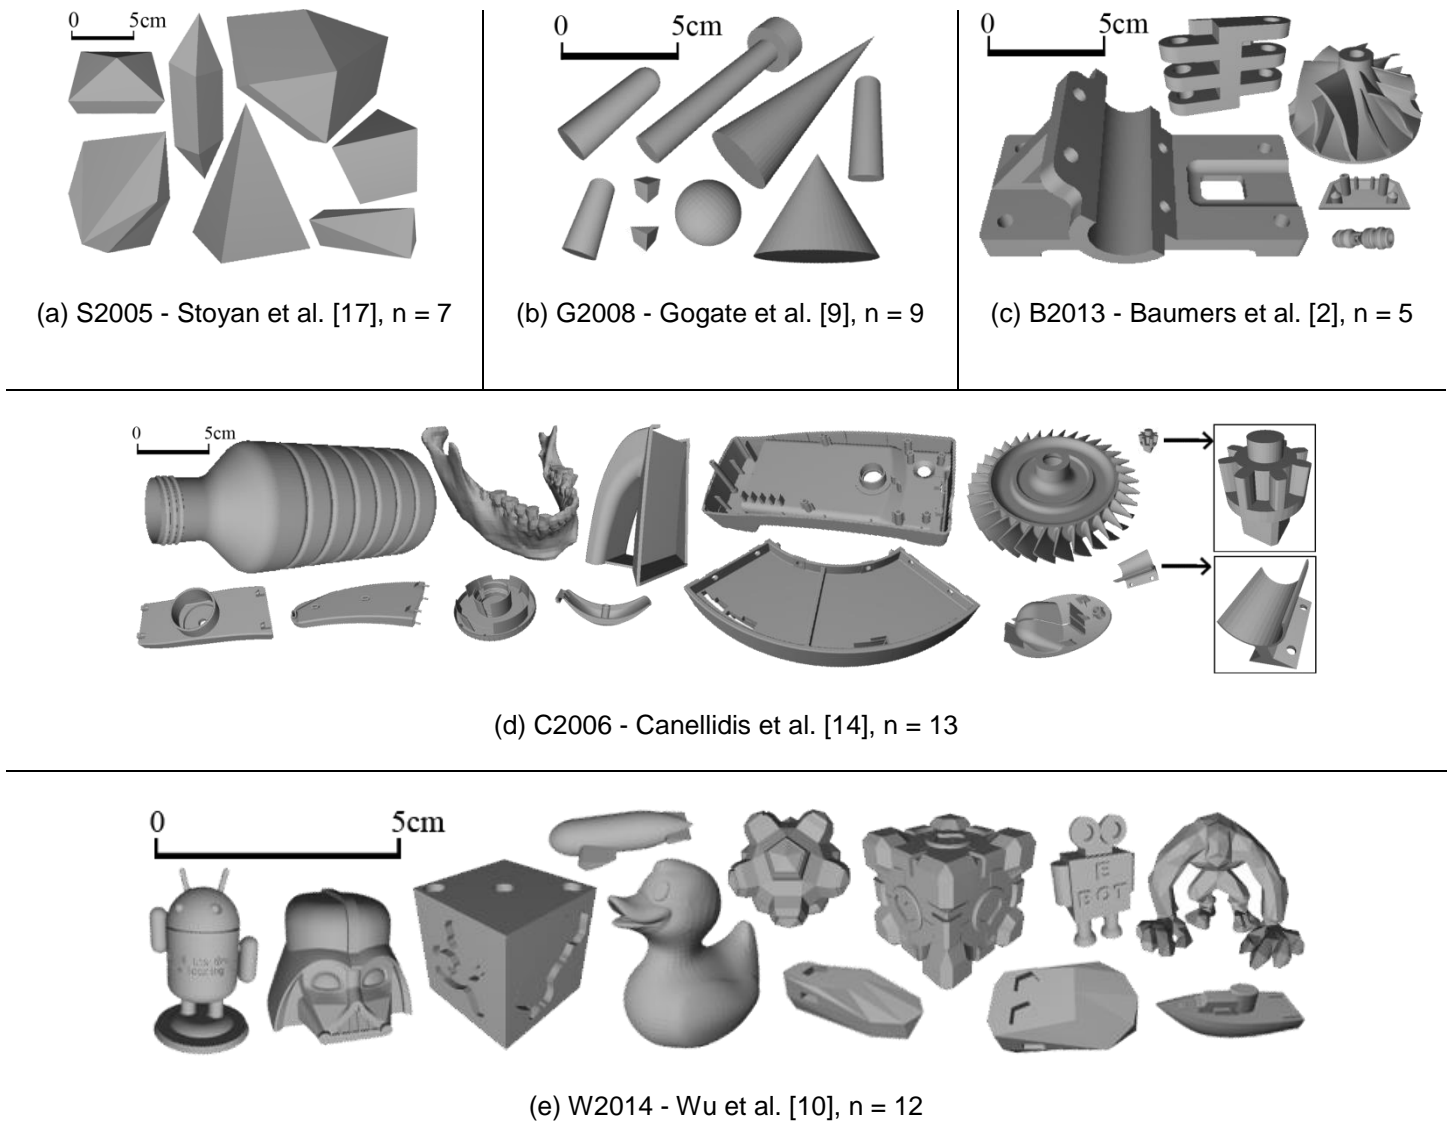 0 5cm
0 5cm
0 5cm
(a) S2005 - Stoyan et al. [17], n = 7
(b) G2008 - Gogate et al. [9], n = 9
(c) B2013 - Baumers et al. [2], n = 5
0 5cm
(d) C2006 - Canellidis et al. [14], n = 13
0 5cm
E
BOT
(e) W2014 - Wu et al. [10], n = 12